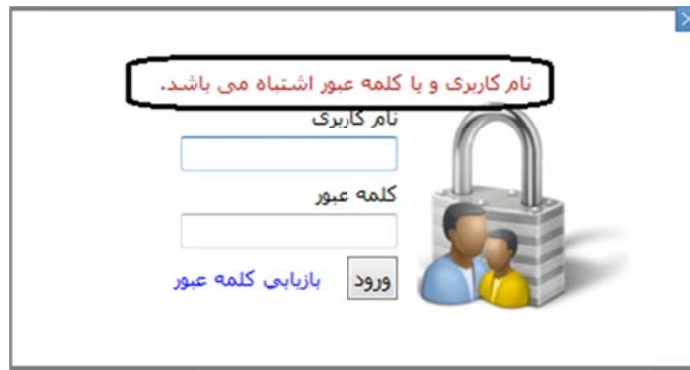 نام کاربری و یا کلمه عبور اشتباه می باشد.
نام کاربری
کلمه عبور
ورود بازیابی کلمه عبور